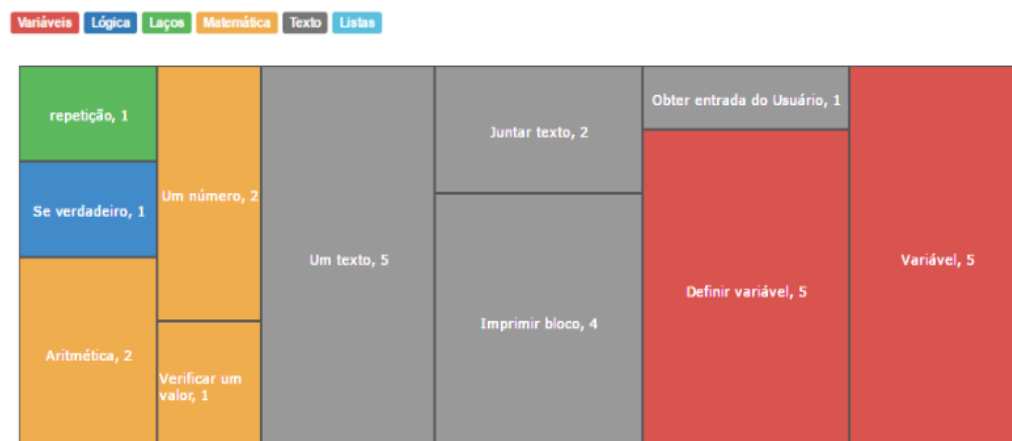 Variáveis Lógica Laços Matemática Texto Listas
repetição, 1
Se verdadeiro, 1
Aritmética, 2
Um número, 2
Verificar um
valor, 1
Um texto, 5
Juntar texto, 2
Imprimir bloco, 4
Obter entrada do Usuário, 1
Definir variável, 5
Variável, 5